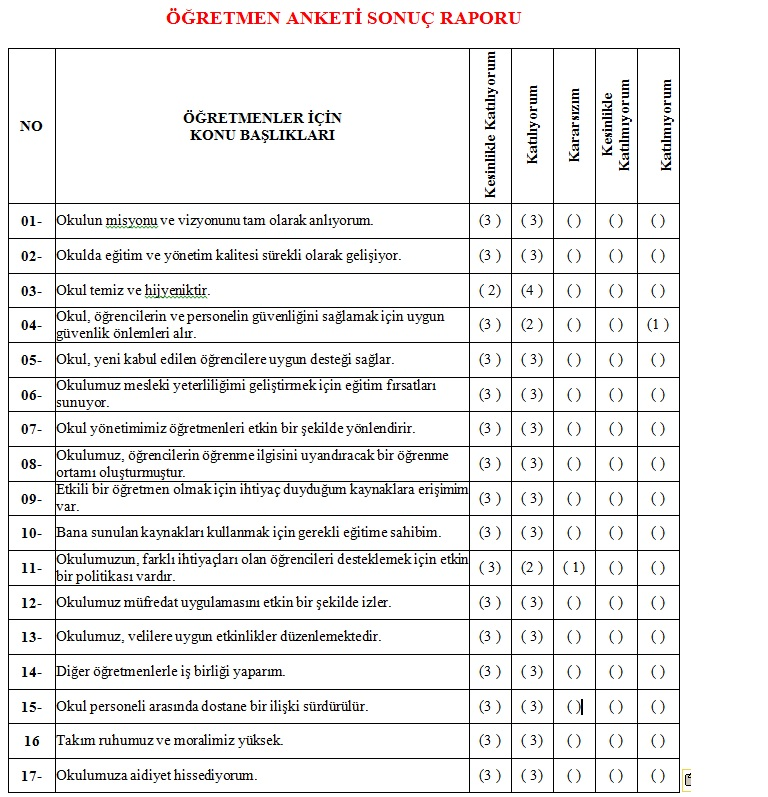 ÖĞRETMEN ANKETİ SONUÇ RAPORU
NO
ÖĞRETMENLER İÇİN
KONU BAŞLIKLARI
Kesinlikle Katılıyorum
Katılıyorum
Kararsızım
Kesinlikle
Katılmıyorum
Katılmıyorum
01- Okulun misyonu ve vizyonunu tam olarak anlıyorum. (3 ) ( 3) ( ) ( ) ( )
02- Okulda eğitim ve yönetim kalitesi sürekli olarak gelişiyor. (3 ) ( 3) ( ) ( ) ( )
03- Okul temiz ve hijyeniktir. ( 2) (4 ) ( ) ( ) ( )
04- Okul, öğrencilerin ve personelin güvenliğini sağlamak için uygun
güvenlik önlemleri alır. (3 ) (2 ) ( ) ( ) (1 )
05- Okul, yeni kabul edilen öğrencilere uygun desteği sağlar. (3 ) ( 3) ( ) ( ) ( )
06- Okulumuz mesleki yeterliliğimi geliştirmek için eğitim fırsatları
sunuyor. (3 ) ( 3) ( ) ( ) ( )
07- Okul yönetimimiz öğretmenleri etkin bir şekilde yönlendirir. (3 ) ( 3) ( ) ( ) ( )
08- Okulumuz, öğrencilerin öğrenme ilgisini uyandıracak bir öğrenme
ortamı oluşturmuştur. (3 ) ( 3) ( ) ( ) ( )
09- Etkili bir öğretmen olmak için ihtiyaç duyduğum kaynaklara erişimim
var. (3 ) ( 3) ( ) ( ) ( )
10- Bana sunulan kaynakları kullanmak için gerekli eğitime sahibim. (3 ) ( 3) ( ) ( ) ( )
11- Okulumuzun, farklı ihtiyaçları olan öğrencileri desteklemek için etkin
bir politikası vardır. ( 3) (2 ) ( 1) ( ) ( )
12- Okulumuz müfredat uygulamasını etkin bir şekilde izler. (3 ) ( 3) ( ) ( ) ( )
13- Okulumuz, velilere uygun etkinlikler düzenlemektedir. (3 ) ( 3) ( ) ( ) ( )
14- Diğer öğretmenlerle iş birliği yaparım. (3 ) ( 3) ( ) ( ) ( )
15- Okul personeli arasında dostane bir ilişki sürdürülür. (3 ) ( 3) ( ) ( ) ( )
16 Takım ruhumuz ve moralimiz yüksek. (3 ) ( 3) ( ) ( ) ( )
17- Okulumuza aidiyet hissediyorum. (3 ) ( 3) ( ) ( ) ( )